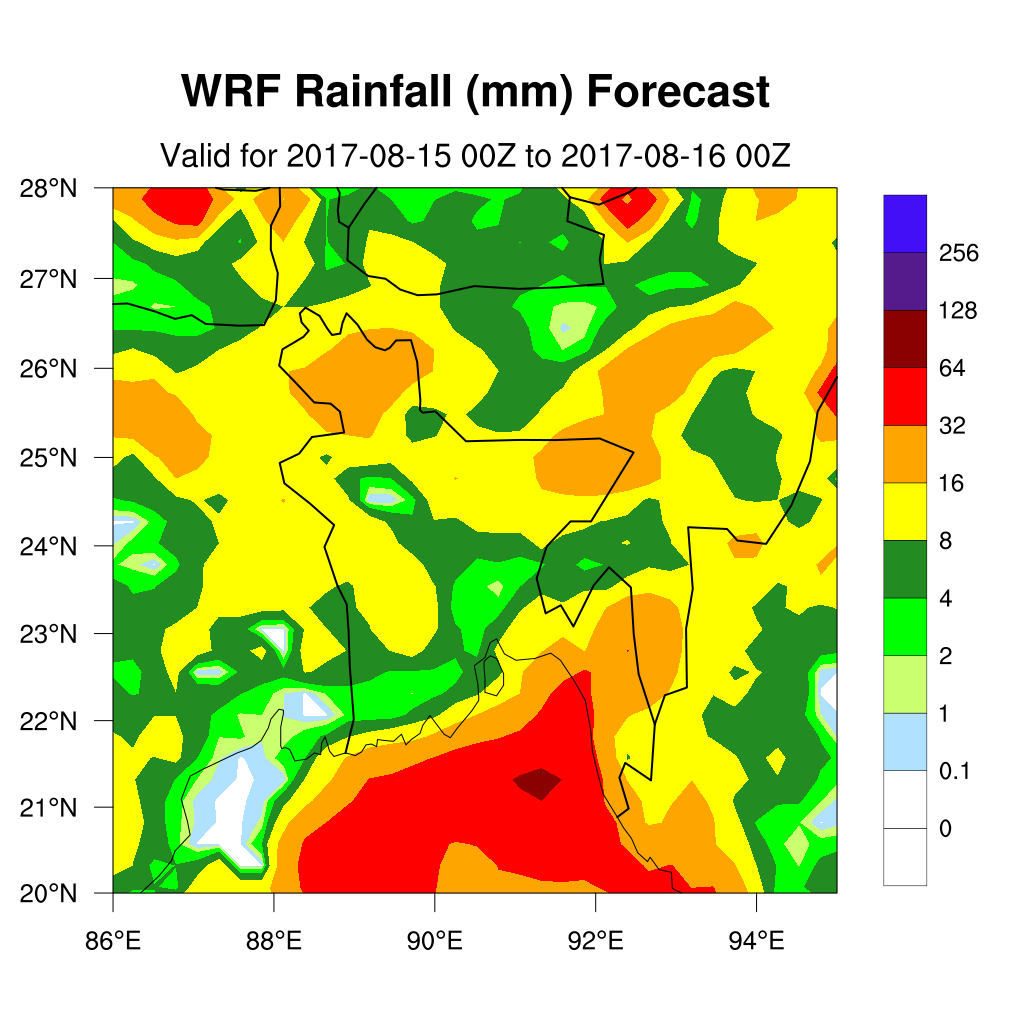 WRF Rainfall (mm) Forecast
Valid for 2017-08-15 00Z to 2017-08-16 00Z
28°N
27°N
26°N
25°N
24°N
23°N
22°N
21°N
20°N
86°E 88°E 90°E 92°E 94°E
256
128
64
32
16
8
4
2
1
0.1
0